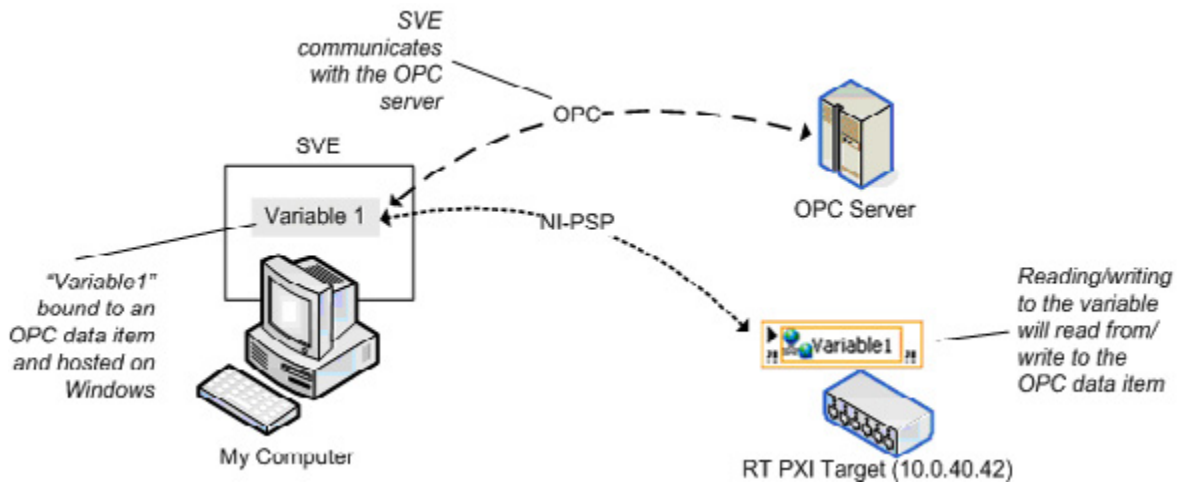 SVE
communicates
with the OPC
server
OPC
SVE
Variable 1
OPC Server
NI-PSP
"Variable1"
bound to an
OPC data item
and hosted on
Windows
Reading/writing
to the variable
will read from/
write to the
OPC data item
?!
Variable1
?!
My Computer
RT PXI Target (10.0.40.42)